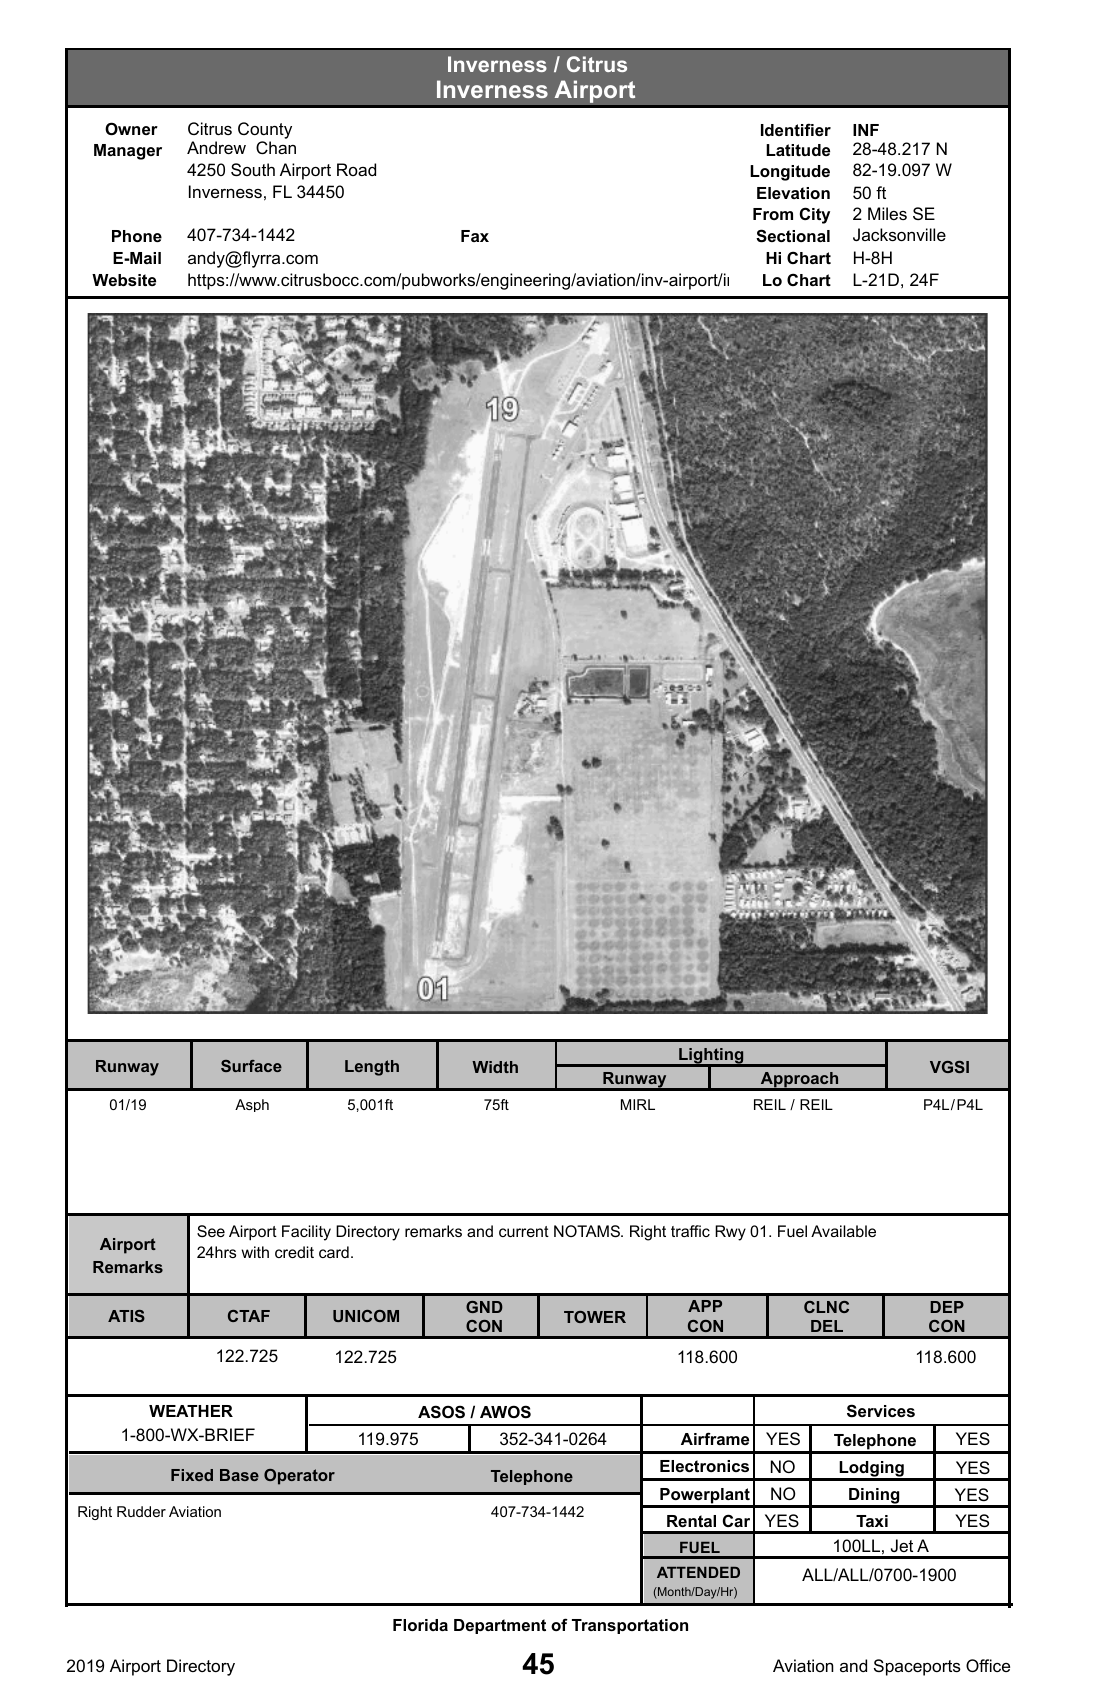 Inverness / Citrus
Inverness Airport
Owner Citrus County
Manager Andrew Chan
4250 South Airport Road
Inverness, FL 34450
Phone 407-734-1442 Fax
E-Mail andy@flyrra.com
Website https://www.citrusbocc.com/pubworks/engineering/aviation/inv-airport/i
Identifier INF
Latitude 28-48.217 N
Longitude 82-19.097 W
Elevation 50 ft
From City 2 Miles SE
Sectional Jacksonville
Hi Chart H-8H
Lo Chart L-21D, 24F
19
01
Runway Surface Length Width Lighting VGSI
Runway Approach
01/19 Asph 5,001ft 75ft MIRL REIL / REIL P4L/P4L
Airport Remarks
See Airport Facility Directory remarks and current NOTAMS. Right traffic Rwy 01. Fuel Available
24hrs with credit card.
ATIS CTAF UNICOM GND CON TOWER APP CON CLNC DEL DEP CON
122.725 122.725 118.600 118.600
WEATHER
1-800-WX-BRIEF
ASOS / AWOS
119.975 352-341-0264
Fixed Base Operator Telephone
Right Rudder Aviation 407-734-1442
Services
Airframe YES Telephone YES
Electronics NO Lodging YES
Powerplant NO Dining YES
Rental Car YES Taxi YES
FUEL 100LL, Jet A
ATTENDED ALL/ALL/0700-1900
(Month/Day/Hr)
Florida Department of Transportation
2019 Airport Directory 45 Aviation and Spaceports Office